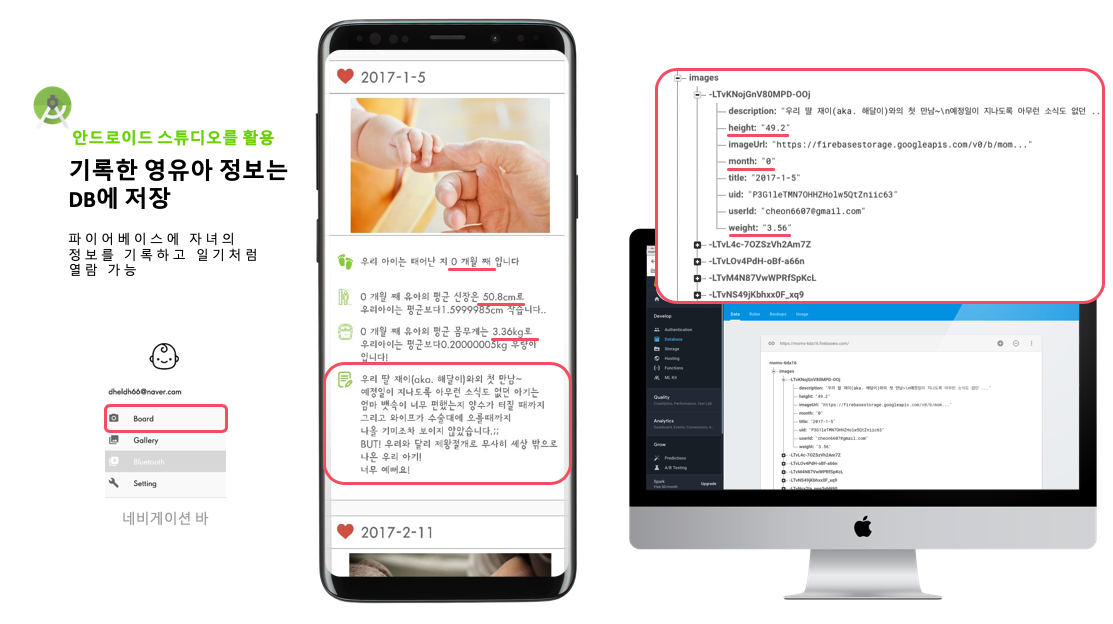 안드로이드 스튜디오를 활용
기록한 영유아 정보는
DB에 저장
파이어베이스에 자녀의
정보를 기록하고 일기처럼
열람 가능
dheldh66@naver.com
Board
Gallery
Bluetooth
Setting
네비게이션 바
2017-1-5
우리 아이는 태어난 지 0 개월 째 입니다
0 개월 째 유아의 평균 신장은 50.8cm로
우리아이는 평균보다1.5999985cm 작습니다..
0 개월 째 유아의 평균 몸무게는 3.36kg로
우리아이는 평균보다0.20000005kg 우량아
입니다!
우리 딸 재이(aka. 해달이)와의 첫 만남~
예정일이 지나도록 아무런 소식도 없던 아기는
엄마 뱃속이 너무 편했는지 양수가 터질 때까지
그리고 와이프가 수술대에 오를때까지
나올 기미조차 보이지 않았습니다.;;
BUT! 우려와 달리 제왕절개로 무사히 세상 밖으로
나온 우리 아기!
너무 예뻐요!
2017-2-11
images
-LTvKNojGnV80MPD-OOj
description: "우리 딸 재이(aka. 해달이)와의 첫 만남~\n예정일이 지나도록 아무런 소식도 없던 ..
height: "49.2"
imageUrl: "https://firebasestorage.googleapis.com/v0/b/mom..."
month: "0"
title: "2017-1-5"
uid: "P3G1leTMN7OHHZHolw5QtZniic63"
userId: "cheon6607@gmail.com"
weight: "3.56"
-LTvL4c-7OZSzVh2Am7Z
-LTvLOv4PdH-oBf-a66n
-LTvM4N87VwWPRfSpKcL
-LTvNS49jKbhxx0F_xq9
Develop
Authentication
Database
Storage
Hosting
Functions
ML Kit
Quality
Analytics
Grow
Predictions
A/B Testing
Spark
Upgrade
Data Rules Backups Usage
images
-LTvKNojGnV80MPD-OOj
description: "우리 딸 재이(aka. 해달이)와의 첫 만남~\n예정일이 지나도록 아무런 소식도 없던 ..."
height: "49.2"
imageUrl: "https://firebasestorage.googleapis.com/v0/b/mom..."
month: "0"
title: "2017-1-5"
uid: "P3G1leTMN7OHHZHolw5QtZniic63"
userId: "cheon6607@gmail.com"
weight: "3.56"
-LTvL4c-7OZSzVh2Am7Z
-LTvLOv4PdH-oBf-a66n
-LTvM4N87VwWPRfSpKcL
-LTvNS49jKbhxx0F_xq9